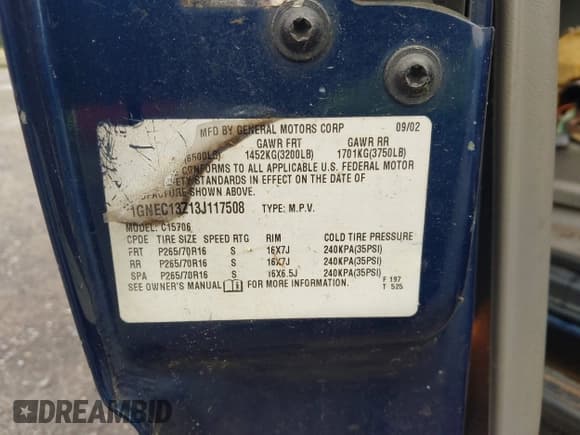 MFD BY GENERAL MOTORS CORP 09/02
GAWR FRT GAWR RR
(6500LB) 1452KG(3200LB) 1701KG(3750LB)
CONFORMS TO ALL APPLICABLE U.S. FEDERAL MOTOR
STANDARDS IN EFFECT ON THE DATE OF
SHOWN ABOVE.
1GNEC13Z13J117508 TYPE: M.P.V.
MODEL: C15706
CPDE TIRE SIZE SPEED RTG RIM COLD TIRE PRESSURE
FRT P265/70R16 S 16X7J 240KPA(35PSI)
RR P265/70R16 S 16X7J 240KPA(35PSI)
SPA P265/70R16 S 16X6.5J 240KPA(35PSI)
SEE OWNER'S MANUAL FOR MORE INFORMATION.
F 197
T 525
DREAMBID